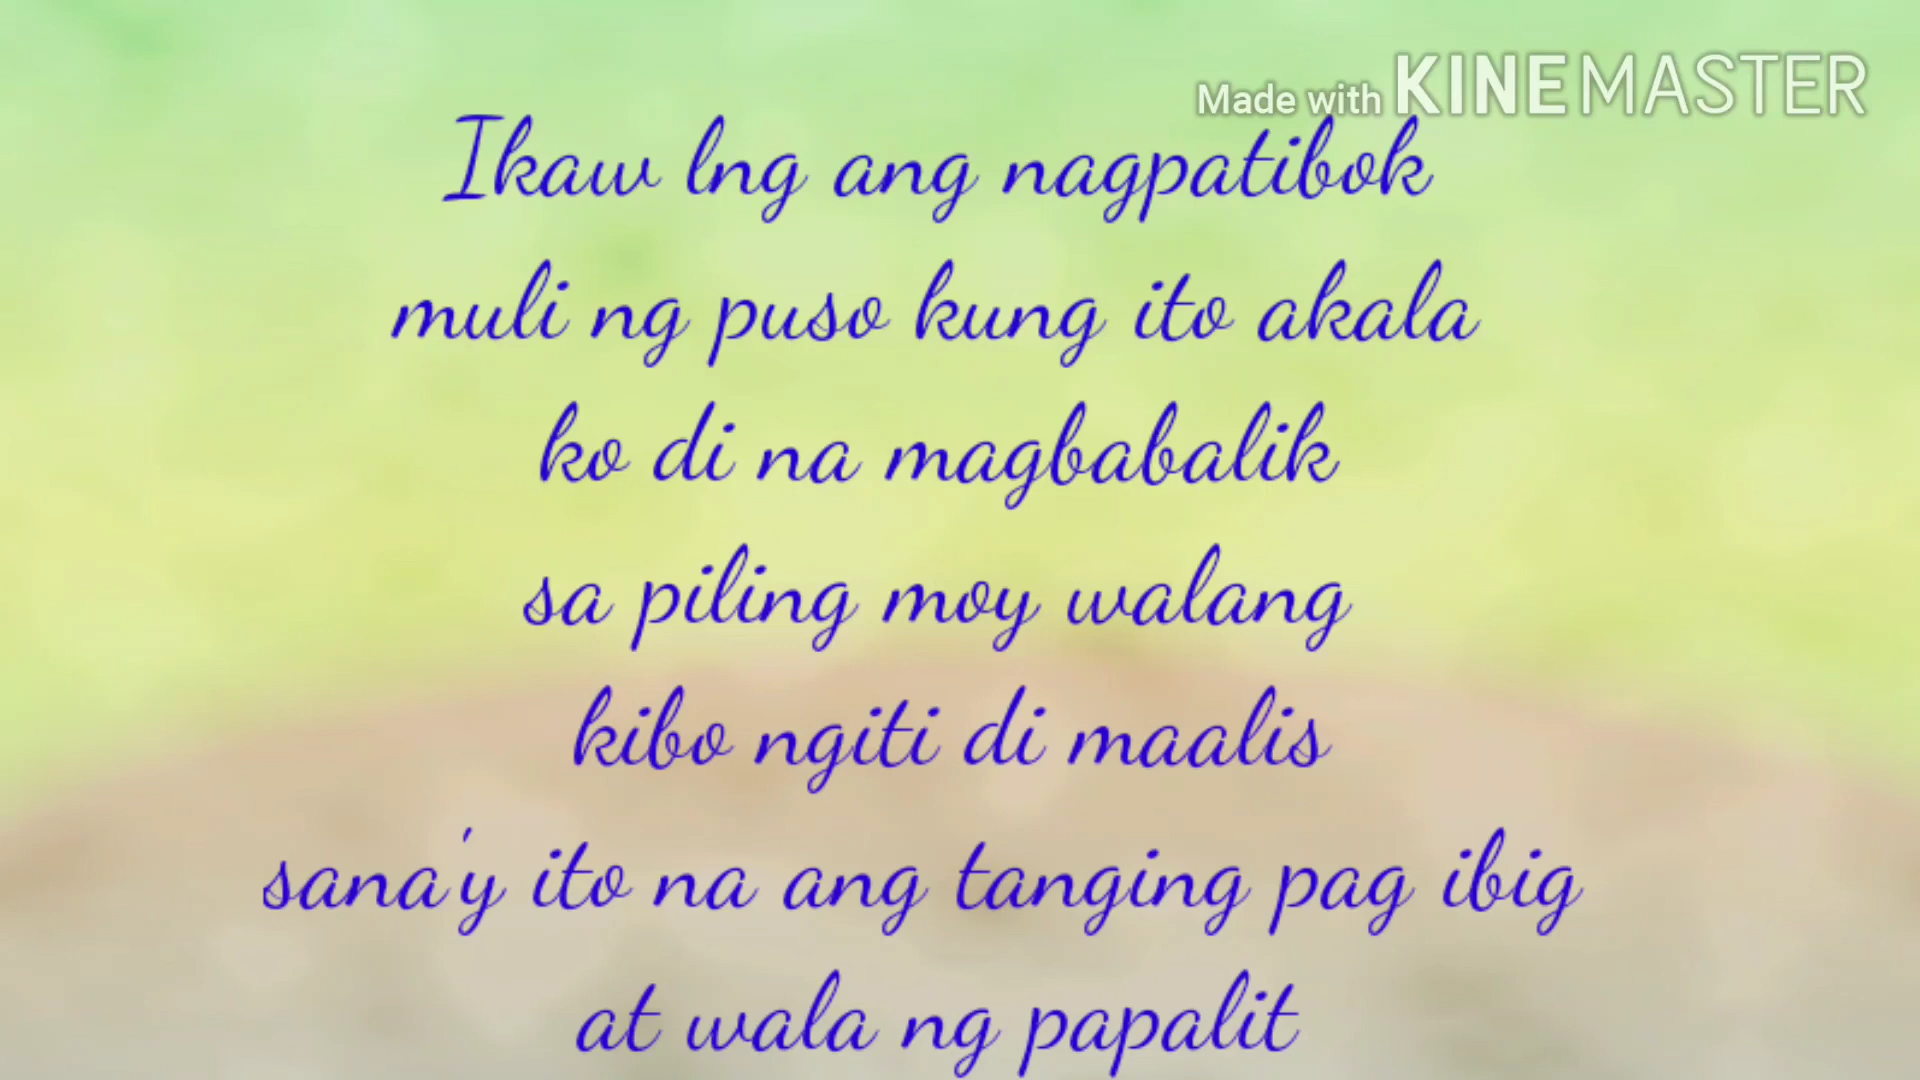 Made with KINEMASTER
Ikaw lng ang nagpatibok
muli ng puso kung ito akala
ko di na magbabalik
sa piling moy walang
kibo ngiti di maalis
sana'y ito na ang tanging pag ibig
at wala ng papalit